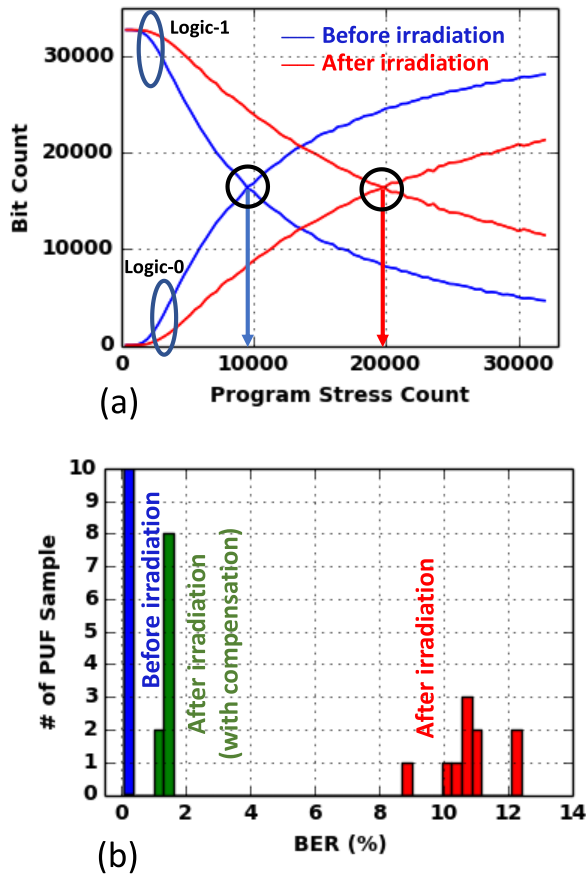 Logic-1
Before irradiation
After irradiation
30000
20000
10000
0
Bit Count
Logic-0
0
10000
20000
30000
Program Stress Count
(a)
10
9
8
7
6
5
4
3
2
1
0
# of PUF Sample
Before irradiation
After irradiation
(with compensation)
After irradiation
0
2
4
6
8
10
12
14
BER (%)
(b)